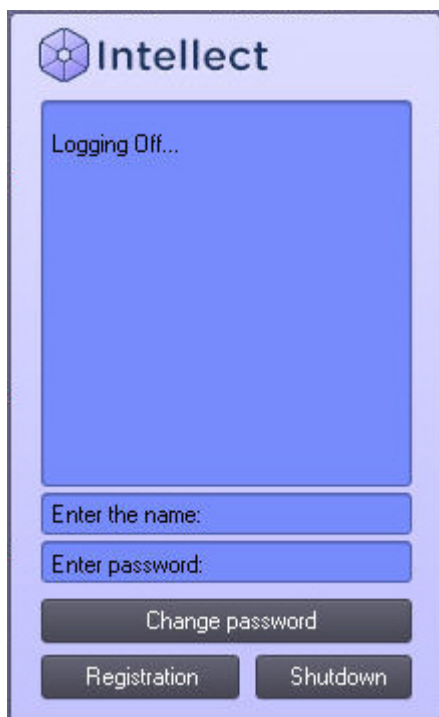 Intellect
Logging Off...
Enter the name:
Enter password:
Change password
Registration Shutdown